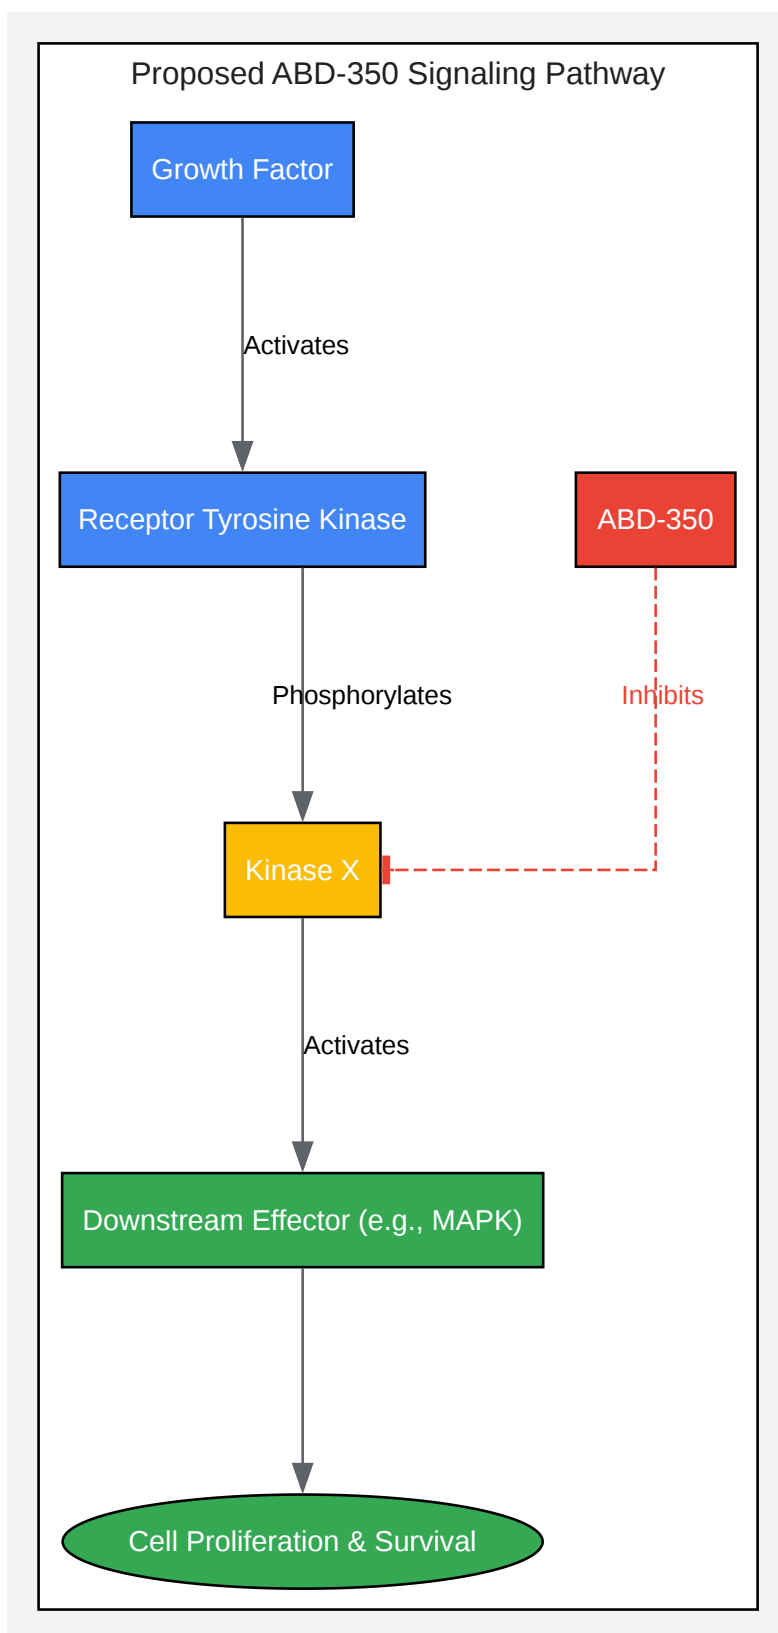 Proposed ABD-350 Signaling Pathway
Growth Factor
Activates
Receptor Tyrosine Kinase
ABD-350
Phosphorylates
Inhibits
Kinase X
Activates
Downstream Effector (e.g., MAPK)
Cell Proliferation & Survival